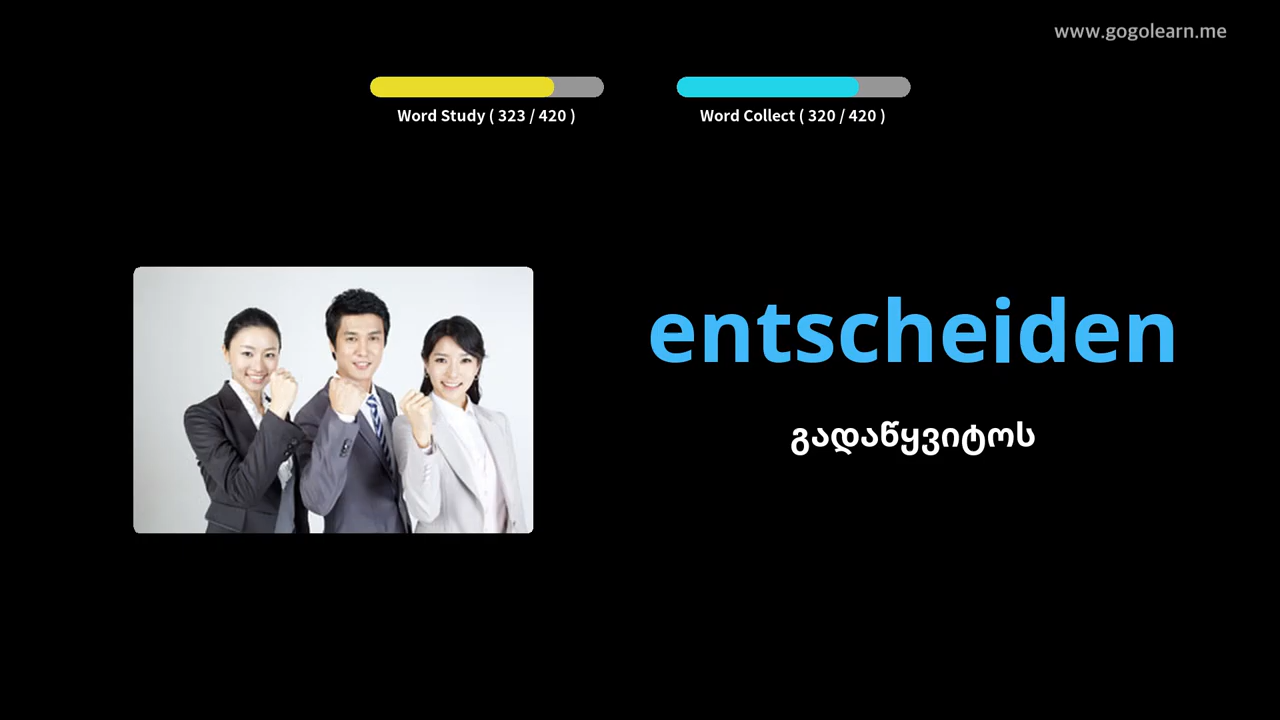 www.gogolearn.me
Word Study ( 323 / 420 )
Word Collect ( 320 / 420 )
entscheiden
გადაწყვიტოს